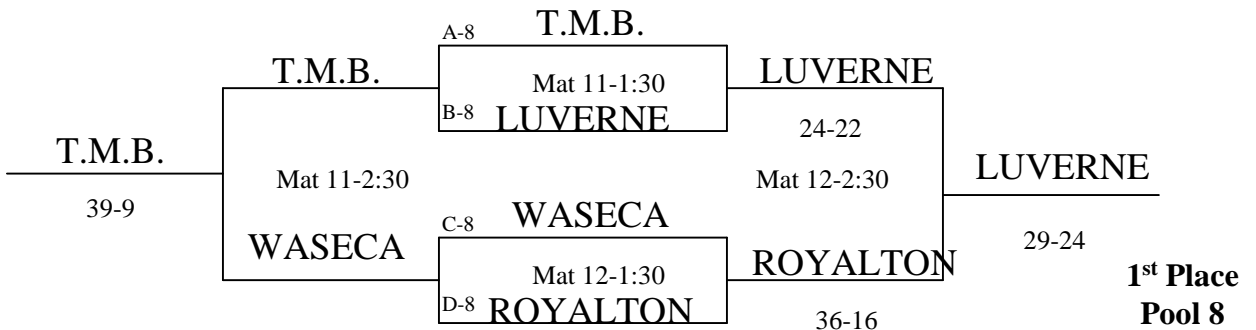 A-8 T.M.B.
T.M.B. Mat 11-1:30 LUVERNE
B-8 LUVERNE
24-22
T.M.B. Mat 11-2:30 Mat 12-2:30 LUVERNE
39-9
C-8 WASECA
WASECA 29-24
Mat 12-1:30 ROYALTON
1st Place
D-8 ROYALTON
36-16 Pool 8